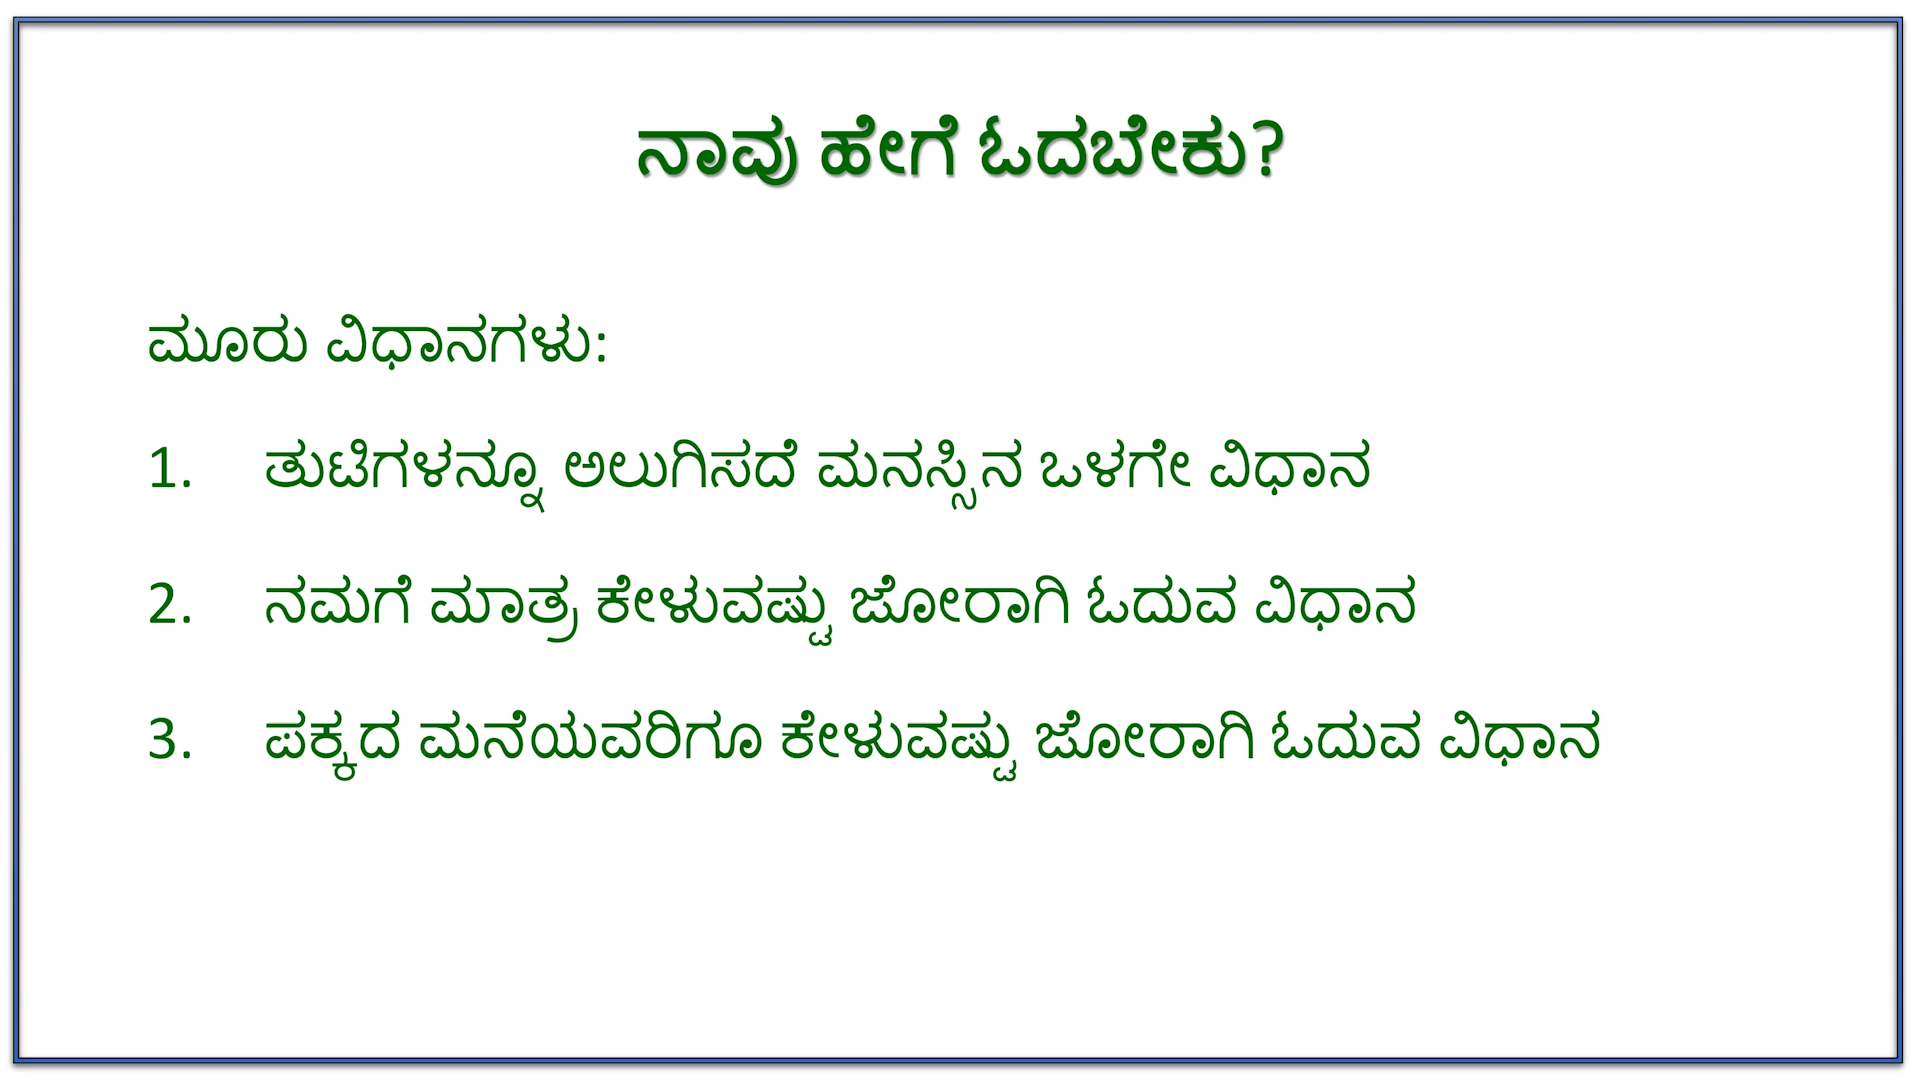 ನಾವು ಹೇಗೆ ಓದಬೇಕು?
ಮೂರು ವಿಧಾನಗಳು:
1. ತುಟಿಗಳನ್ನೂ ಅಲುಗಿಸದೆ ಮನಸ್ಸಿನ ಒಳಗೇ ವಿಧಾನ
2. ನಮಗೆ ಮಾತ್ರ ಕೇಳುವಷ್ಟು ಜೋರಾಗಿ ಓದುವ ವಿಧಾನ
3. ಪಕ್ಕದ ಮನೆಯವರಿಗೂ ಕೇಳುವಷ್ಟು ಜೋರಾಗಿ ಓದುವ ವಿಧಾನ